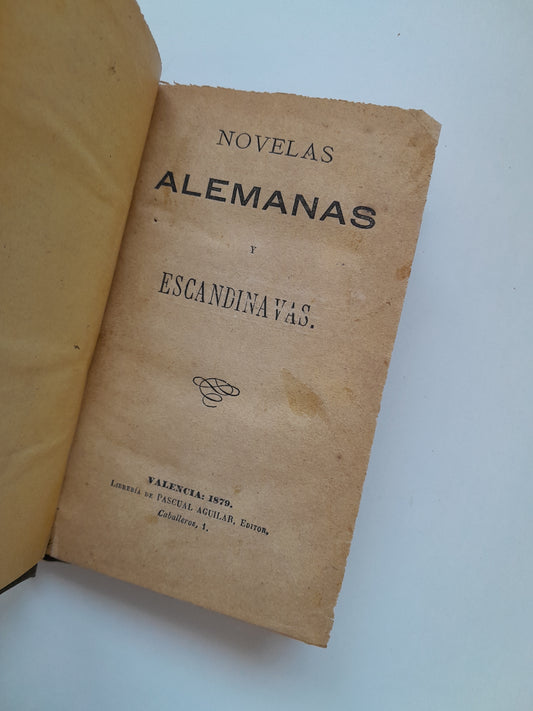 NOVELAS
ALEMANAS
Y
ESCANDINAVAS.
VALENCIA: 1879.
LIBRERÍA DE PASCUAL AGUILAR, EDITOR,
Caballeros, 1.